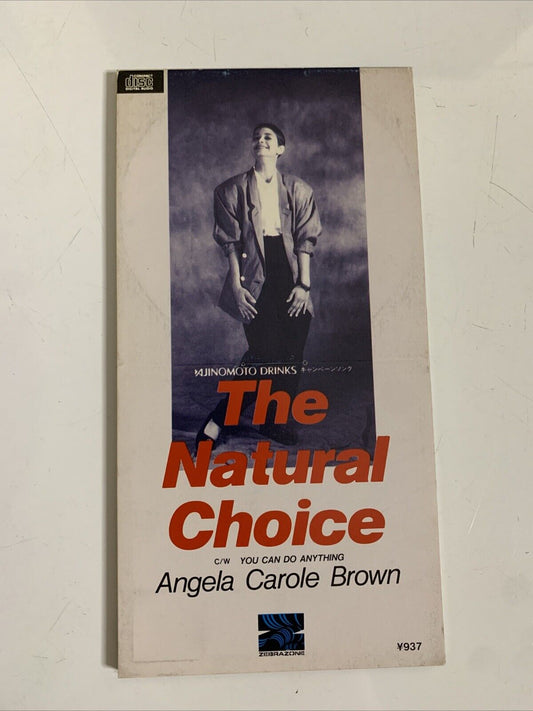 COMPACT
disc
DIGITAL AUDIO
AJINOMOTO DRINKS キャンペーンソング
The
Natural
Choice
C/W YOU CAN DO ANYTHING
Angela Carole Brown
ZEBRAZONE
¥937